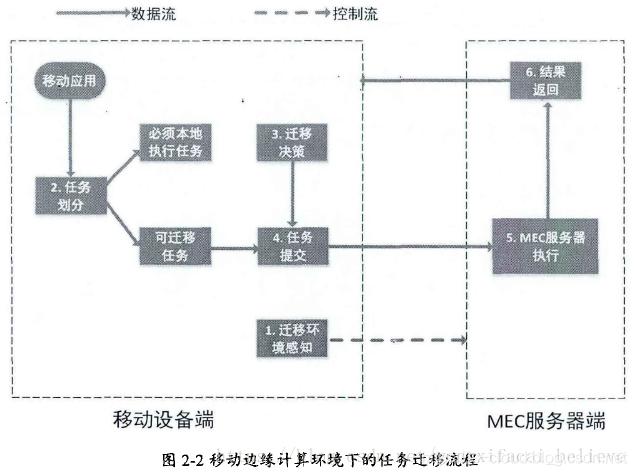 数据流
控制流
移动应用
必须本地
执行任务
3. 迁移
决策
6. 结果
返回
2. 任务
划分
可迁移
任务
4. 任务
提交
5. MEC服务器
执行
1. 迁移环
境感知
移动设备端
MEC服务器端
图 2-2 移动边缘计算环境下的任务迁移流程